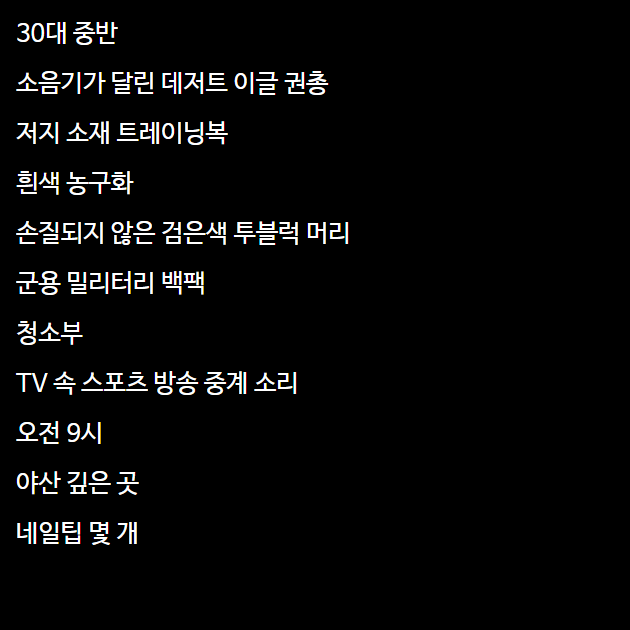 30대 중반
소음기가 달린 데저트 이글 권총
저지 소재 트레이닝복
흰색 농구화
손질되지 않은 검은색 투블럭 머리
군용 밀리터리 백팩
청소부
TV 속 스포츠 방송 중계 소리
오전 9시
야산 깊은 곳
네일팁 몇 개